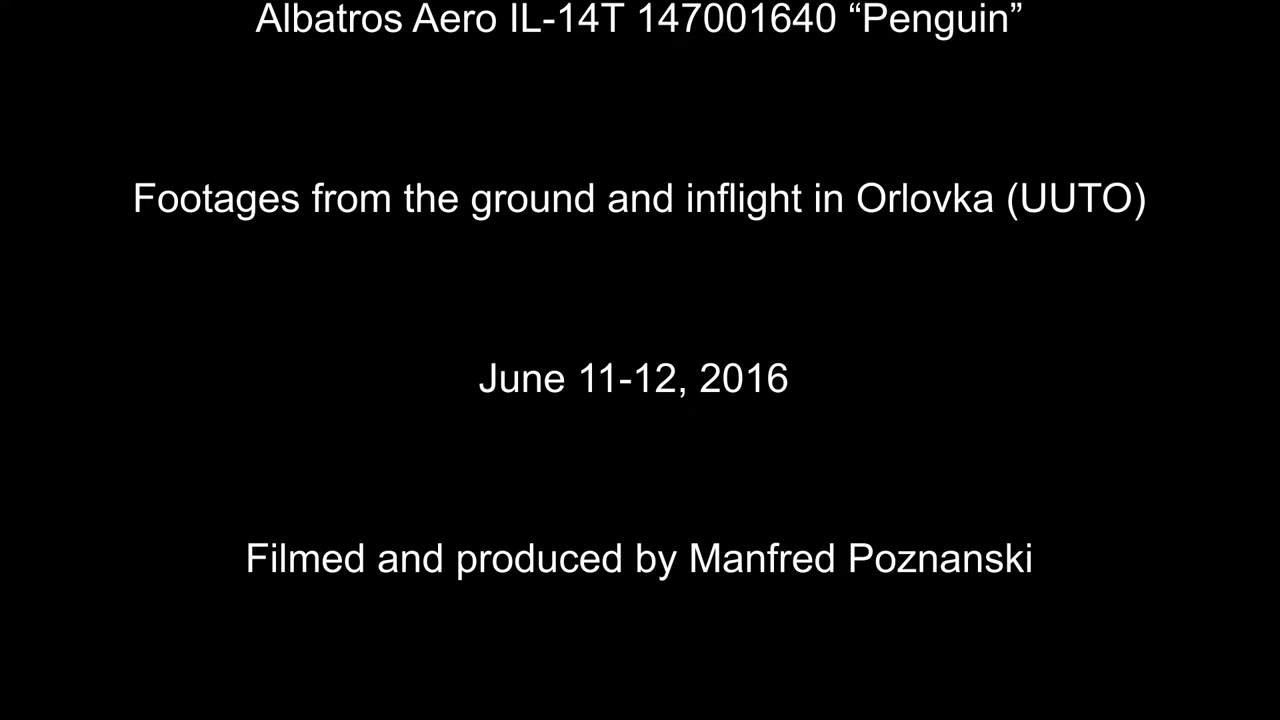 Albatros Aero IL-14T 147001640 “Penguin”
Footages from the ground and inflight in Orlovka (UUTO)
June 11-12, 2016
Filmed and produced by Manfred Poznanski